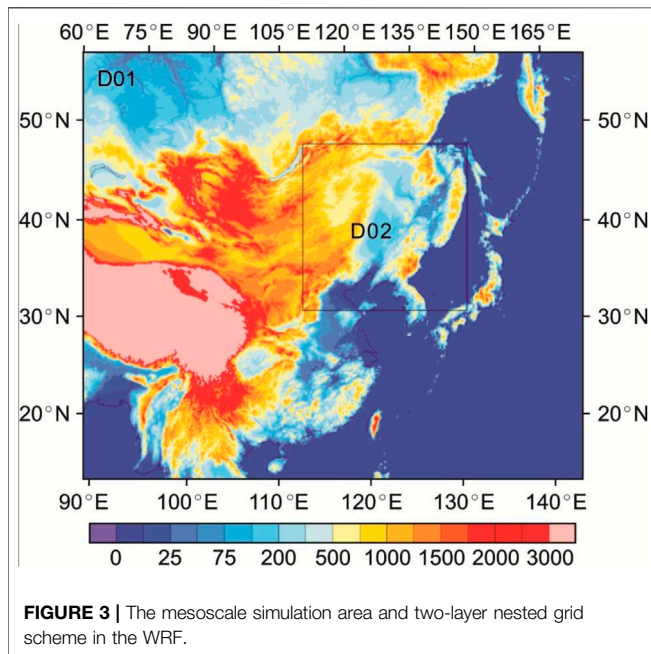 60°E 75°E 90°E 105°E 120°E 135°E 150°E 165°E
D01
50°N 50°N
40°N 40°N
D02
30°N 30°N
20°N 20°N
90°E 100°E 110°E 120°E 130°E 140°E
0 25 75 200 500 1000 1500 2000 3000
FIGURE 3 | The mesoscale simulation area and two-layer nested grid
scheme in the WRF.